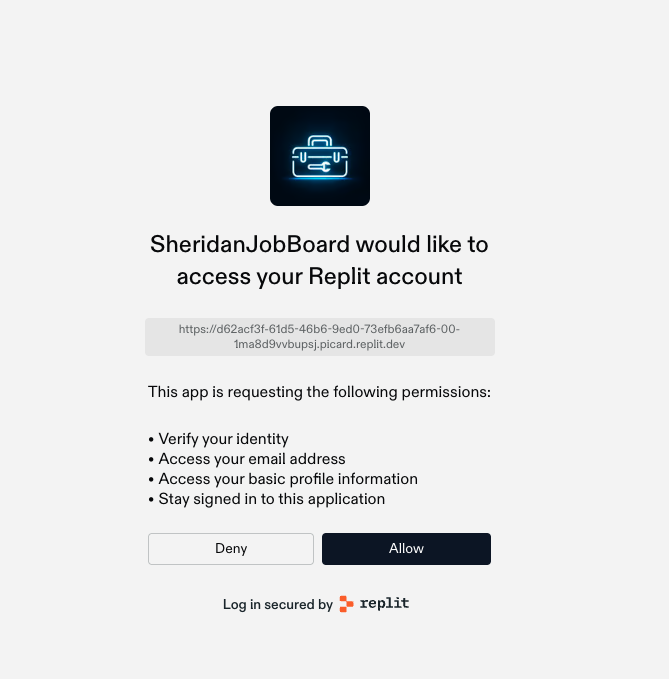 SheridanJobBoard would like to
access your Replit account
https://d62acf3f-61d5-46b6-9ed0-73efb6aa7af6-00-
1ma8d9vvbupsj.picard.replit.dev
This app is requesting the following permissions:
• Verify your identity
• Access your email address
• Access your basic profile information
• Stay signed in to this application
Deny Allow
Log in secured by replit